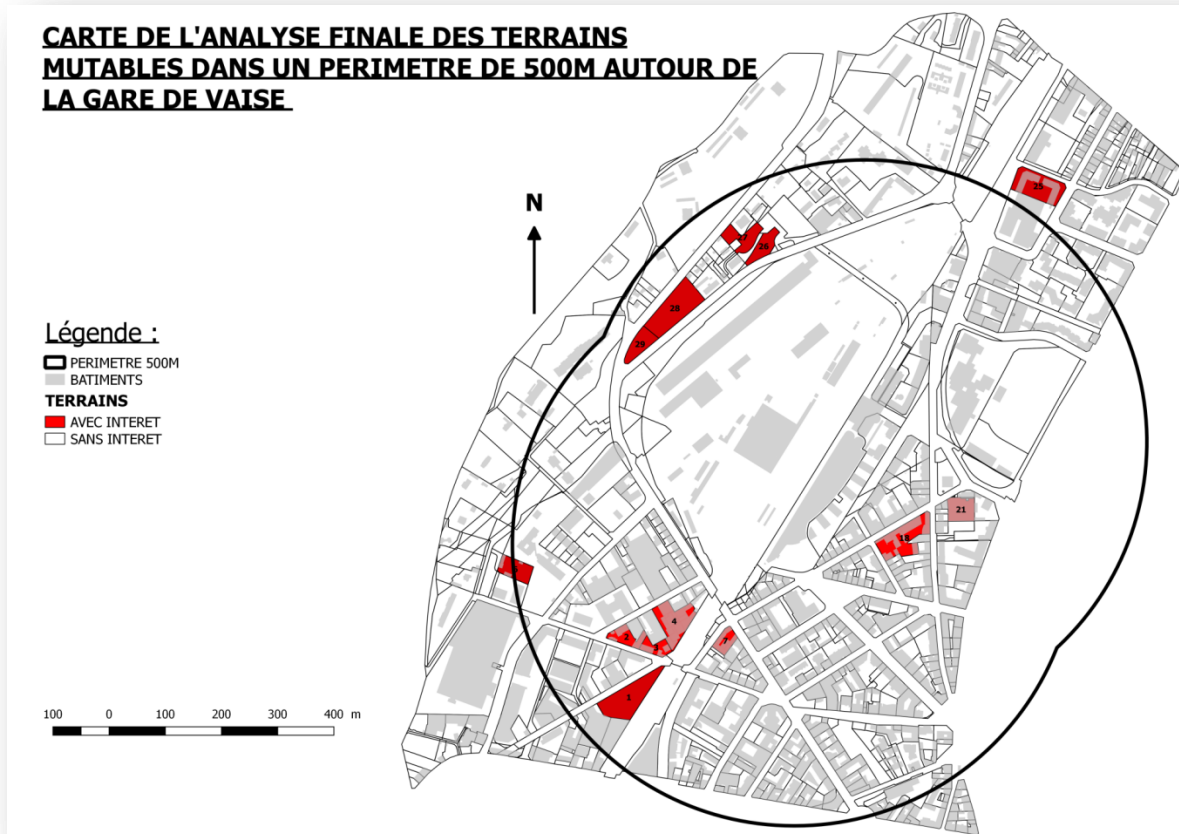 CARTE DE L'ANALYSE FINALE DES TERRAINS
MUTABLES DANS UN PERIMETRE DE 500M AUTOUR DE
LA GARE DE VAISE
N
Légende :
PERIMETRE 500M
BATIMENTS
TERRAINS
AVEC INTERET
SANS INTERET
27
26
28
29
21
18
4
2
3
7
1
100 0 100 200 300 400 m